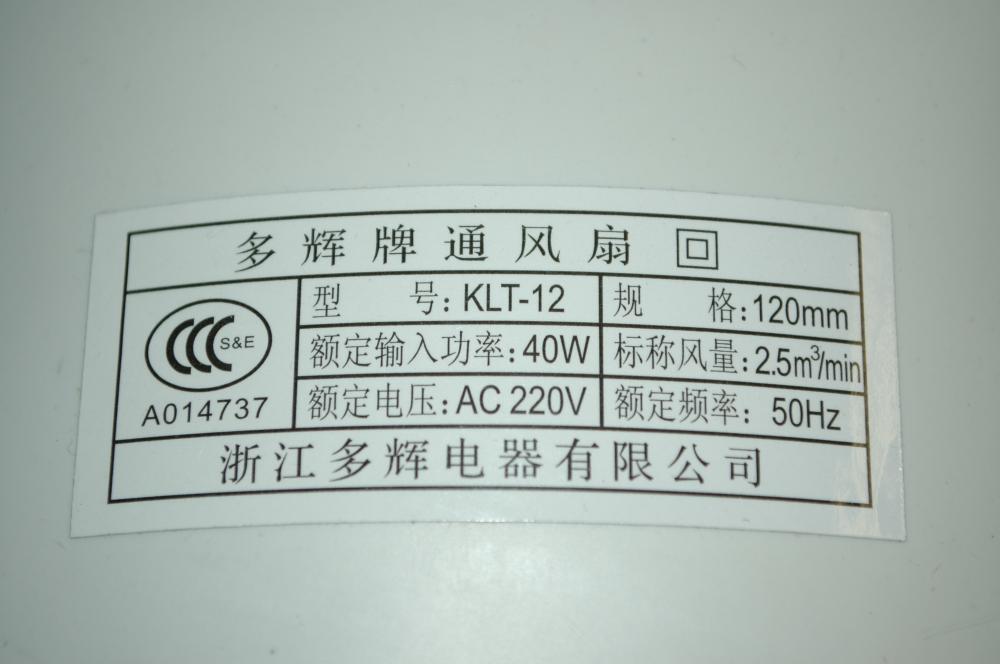 多辉牌通风扇
CCC S&E
A014737
型 号: KLT-12
规 格: 120mm
额定输入功率: 40W
标称风量: 2.5m³/min
额定电压: AC 220V
额定频率: 50Hz
浙江多辉电器有限公司